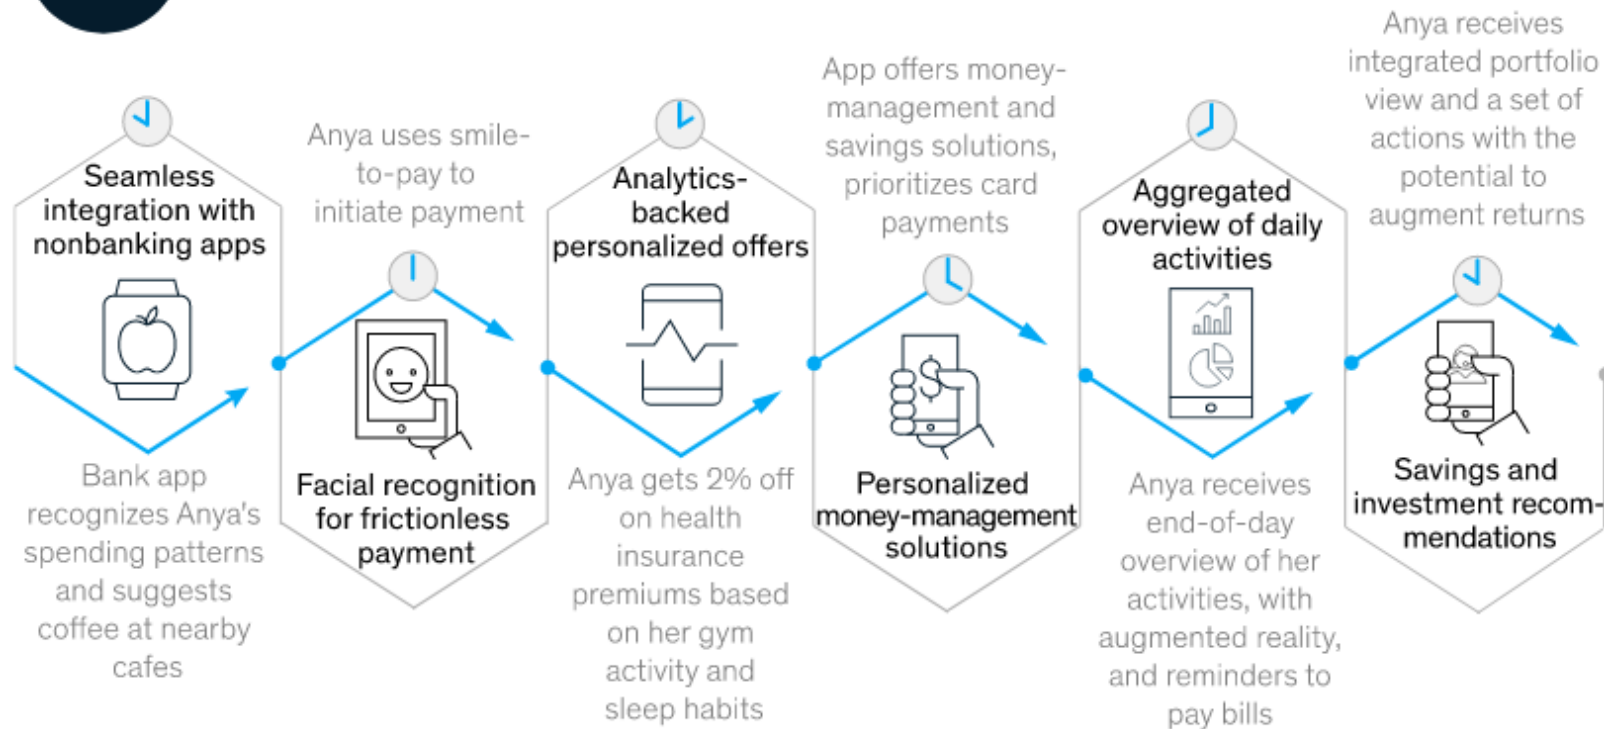 Seamless
integration with
nonbanking apps
Bank app
recognizes Anya's
spending patterns
and suggests
coffee at nearby
cafes
Anya uses smile-
to-pay to
initiate payment
Facial recognition
for frictionless
payment
Analytics-
backed
personalized offers
Anya gets 2% off
on health
insurance
premiums based
on her gym
activity and
sleep habits
App offers money-
management and
savings solutions,
prioritizes card
payments
$
Personalized
money-management
solutions
Aggregated
overview of daily
activities
Anya receives
end-of-day
overview of her
activities, with
augmented reality,
and reminders to
pay bills
Anya receives
integrated portfolio
view and a set of
actions with the
potential to
augment returns
Savings and
investment recom-
mendations